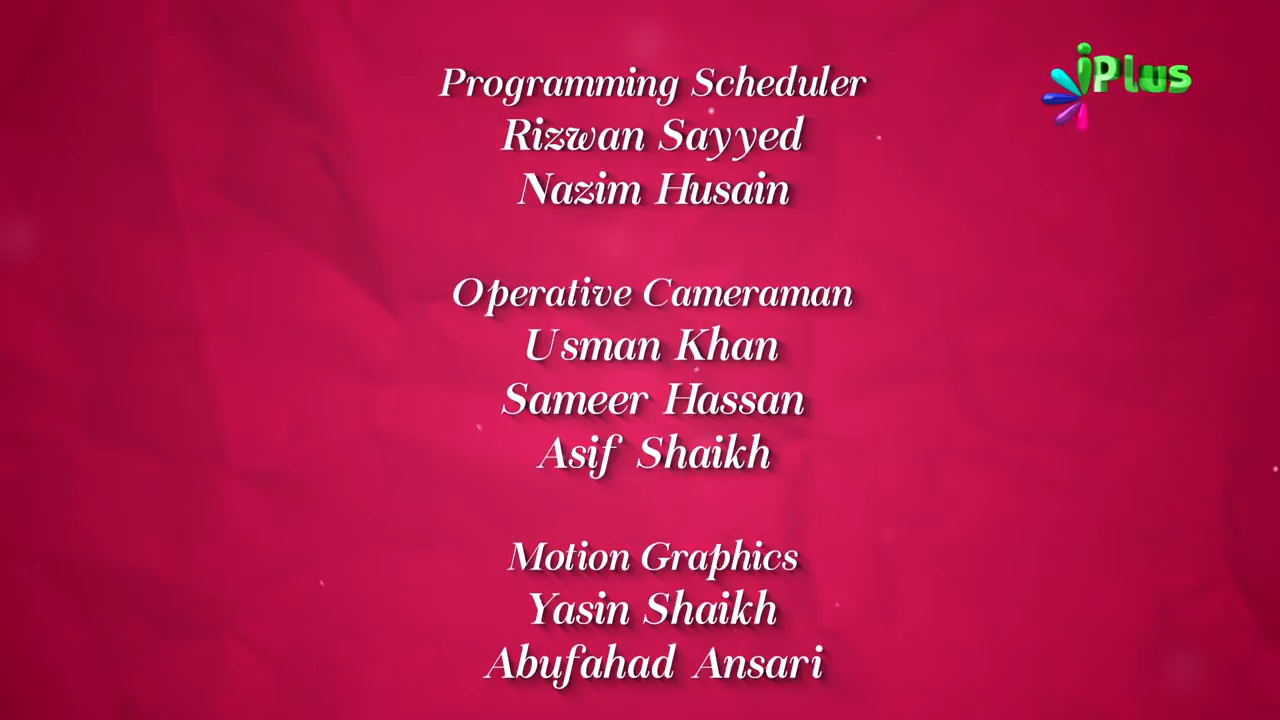 Programming Scheduler
iPlus
Rizwan Sayyed
Nazim Husain
Operative Cameraman
Usman Khan
Sameer Hassan
Asif Shaikh
Motion Graphics
Yasin Shaikh
Abufahad Ansari